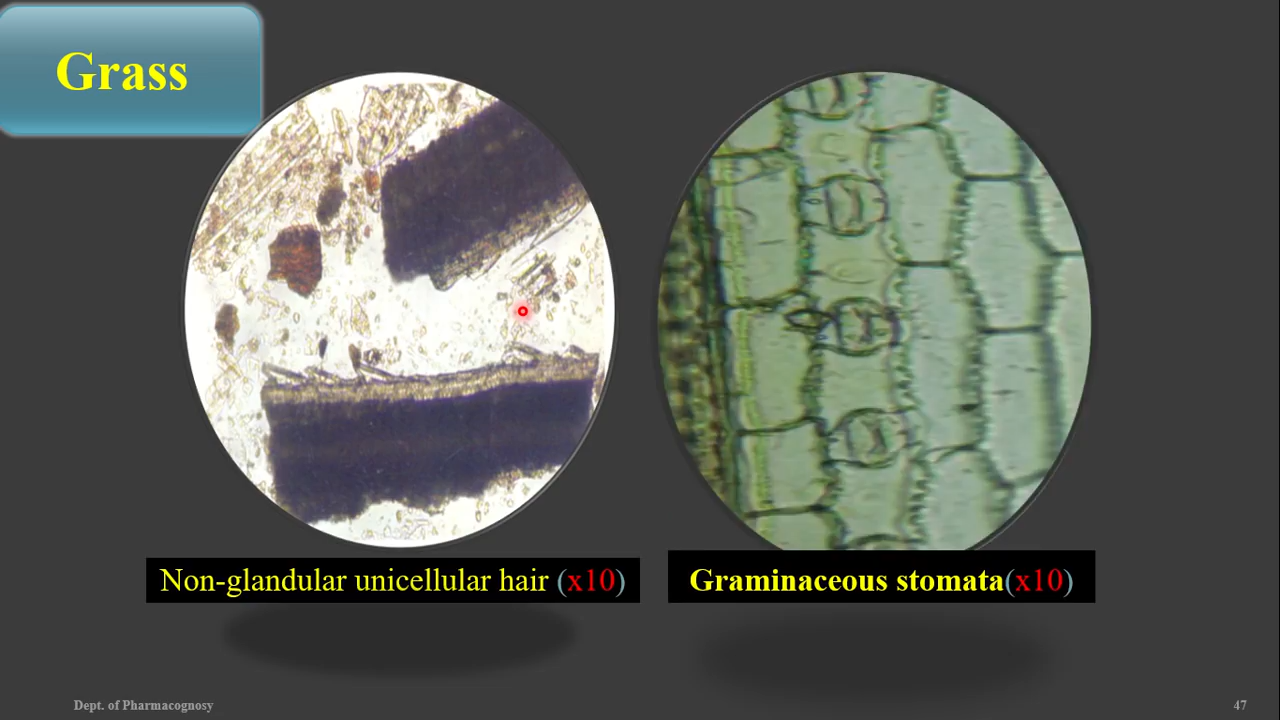 Grass
Non-glandular unicellular hair (x10)
Graminaceous stomata(x10)
Dept. of Pharmacognosy
47